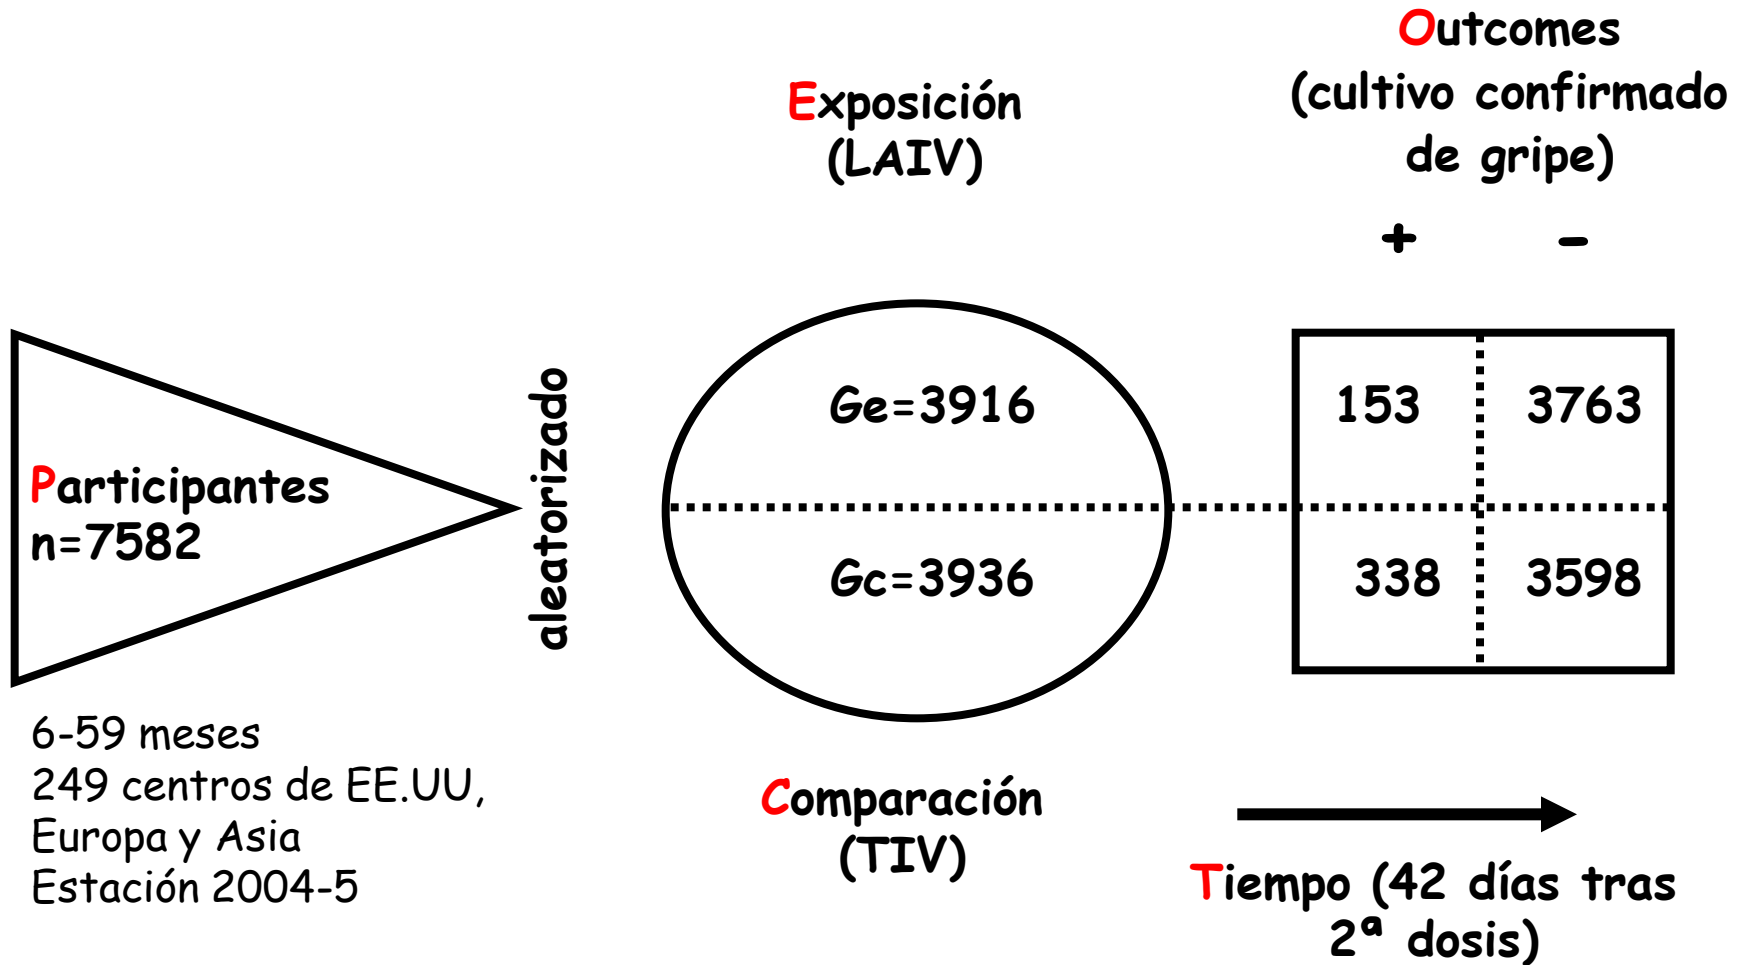 Participantes
n=7582
6-59 meses
249 centros de EE.UU,
Europa y Asia
Estación 2004-5
aleatorizado
Exposición
(LAIV)
Ge=3916
Gc=3936
Comparación
(TIV)
Outcomes
(cultivo confirmado
de gripe)
+ -
153 3763
338 3598
Tiempo (42 días tras
2ª dosis)